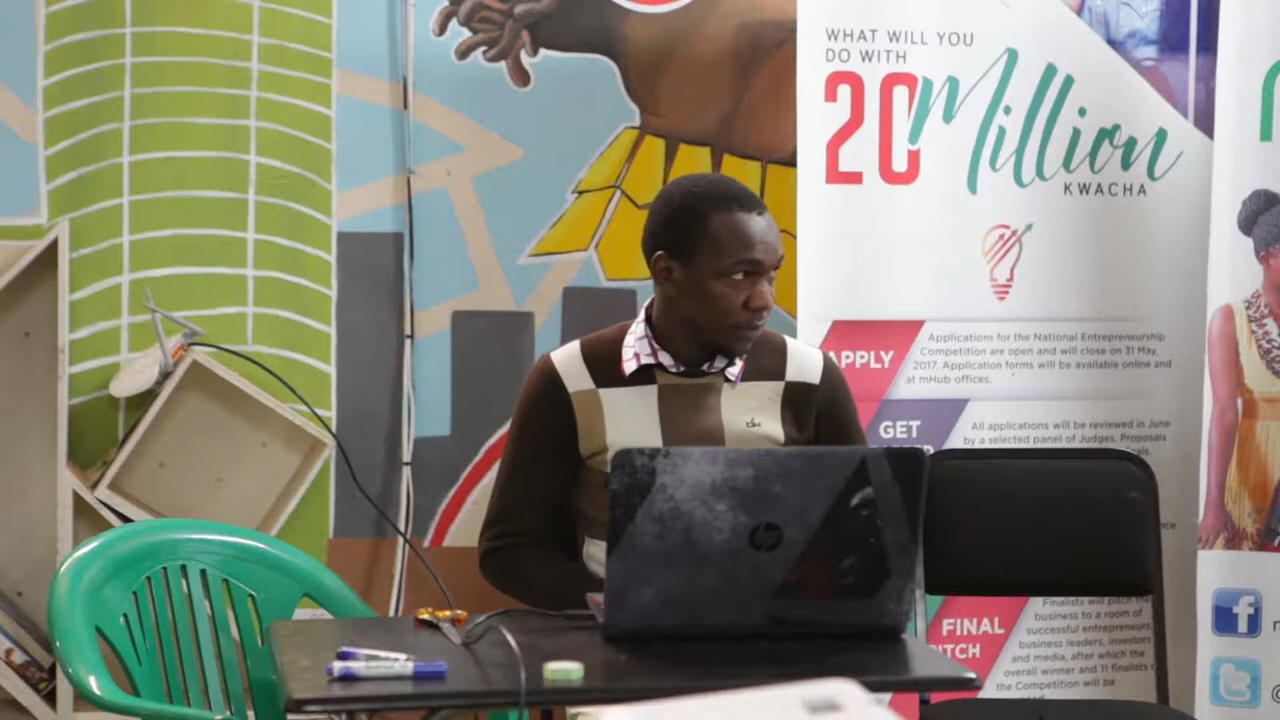 WHAT WILL YOU
DO WITH
20 Million
KWACHA
APPLY
Applications for the National Entrepreneurship
Competition are open and will close on 31 May,
2017. Application forms will be available online and
at mHub offices.
GET
All applications will be reviewed in June
by a selected panel of Judges. Proposals
hp
FINAL
PITCH
Finalists will pitch the
business to a room of
successful entrepreneurs
business leaders, investors
and media, after which the
overall winner and 11 finalists
the Competition will be
f
@